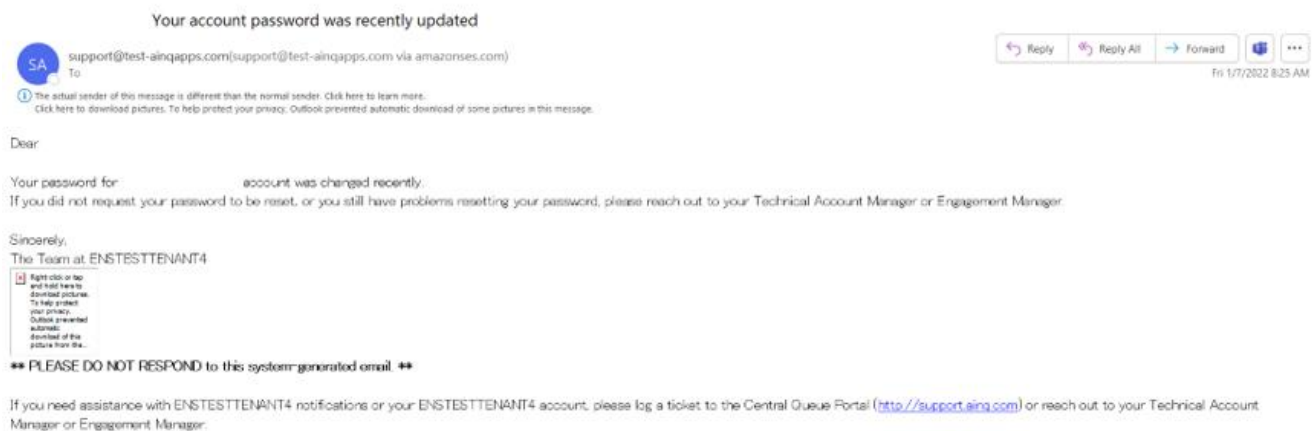 Your account password was recently updated
SA
support@test-ainqapps.com(support@test-ainqapps.com via amazonses.com)
To
Reply
Reply All
Forward
Fri 1/7/2022 8:25 AM
The actual sender of this message is different than the normal sender. Click here to learn more.
Click here to download pictures. To help protect your privacy, Outlook prevented automatic download of some pictures in this message.
Dear
Your password for account was changed recently.
If you did not request your password to be reset, or you still have problems resetting your password, please reach out to your Technical Account Manager or Engagement Manager.
Sincerely,
The Team at ENSTESTTENANT4
Right-click or tap
and hold here to
download pictures.
To help protect
your privacy,
Outlook prevented
automatic
download of this
picture from the...
** PLEASE DO NOT RESPOND to this system-generated email. **
If you need assistance with ENSTESTTENANT4 notifications or your ENSTESTTENANT4 account, please log a ticket to the Central Queue Portal (http://support.ainq.com) or reach out to your Technical Account
Manager or Engagement Manager.